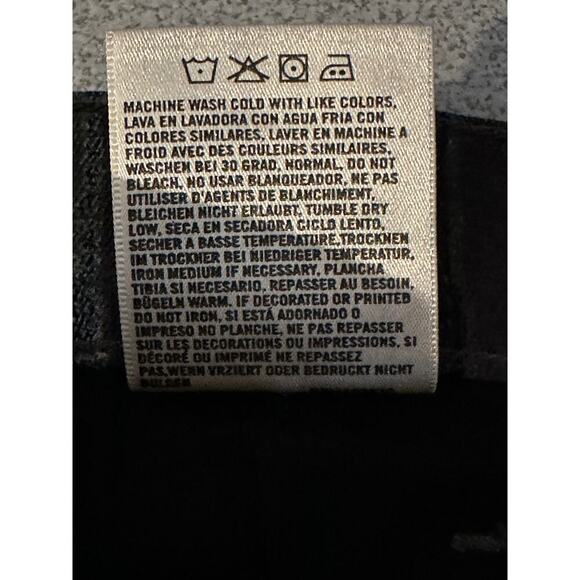 MACHINE WASH COLD WITH LIKE COLORS,
LAVA EN LAVADORA CON AGUA FRIA CON
COLORES SIMILARES. LAVER EN MACHINE A
FROID AVEC DES COULEURS SIMILAIRES,
WASCHEN BEI 30 GRAD, NORMAL. DO NOT
BLEACH. NO USAR BLANQUEADOR, NE PAS
UTILISER D'AGENTS DE BLANCHIMENT,
BLEICHEN NICHT ERLAUBT, TUMBLE DRY
LOW, SECA EN SECADORA CICLO LENTO,
SECHER A BASSE TEMPERATURE,TROCKNEN
IM TROCKNER BEI NIEDRIGER TEMPERATUR,
IRON MEDIUM IF NECESSARY, PLANCHA
TIBIA SI NECESARIO, REPASSER AU BESOIN,
BÜGELN WARM. IF DECORATED OR PRINTED
DO NOT IRON, SI ESTÁ ADORNADO O
IMPRESO NO PLANCHE, NE PAS REPASSER
SUR LES DÉCORATIONS OU IMPRESSIONS, SI
DÉCORÉ OU IMPRIMÉ NE REPASSEZ
PAS,WENN VRZIERT ODER BEDRUCKT NICHT